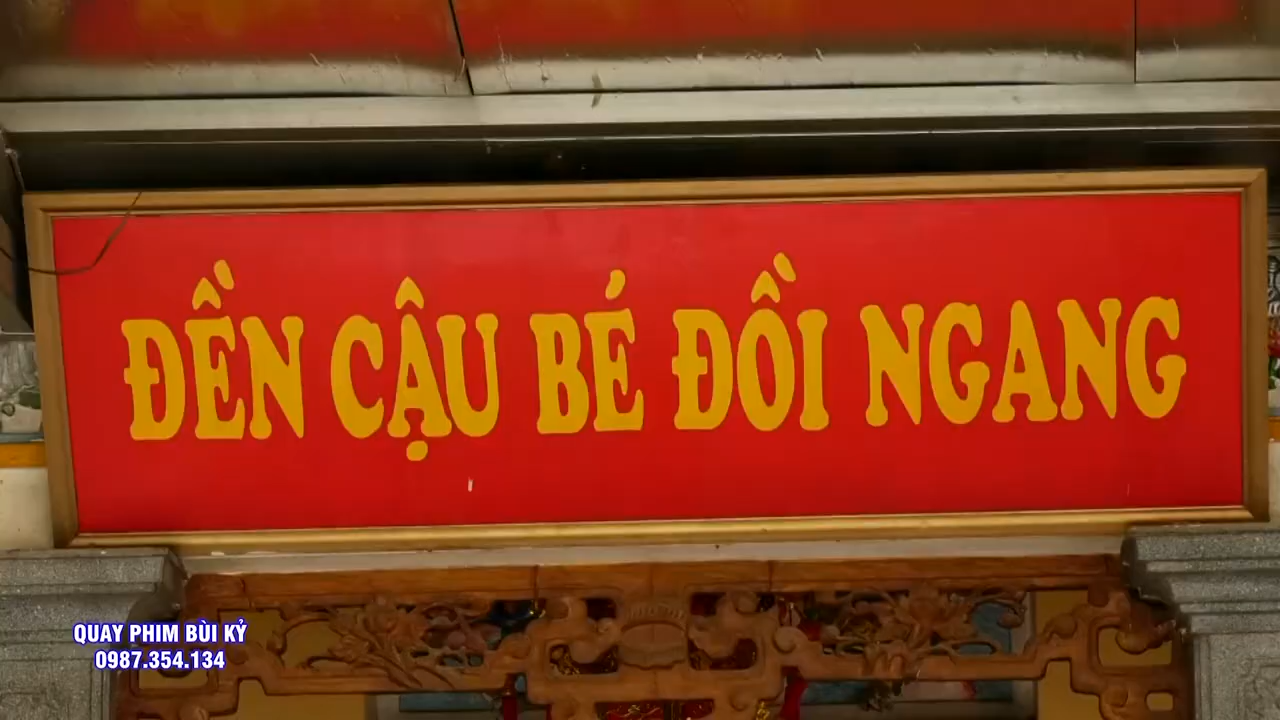 ĐỀN CẬU BÉ ĐỒI NGANG
QUAY PHIM BÙI KỶ
0987.354.134